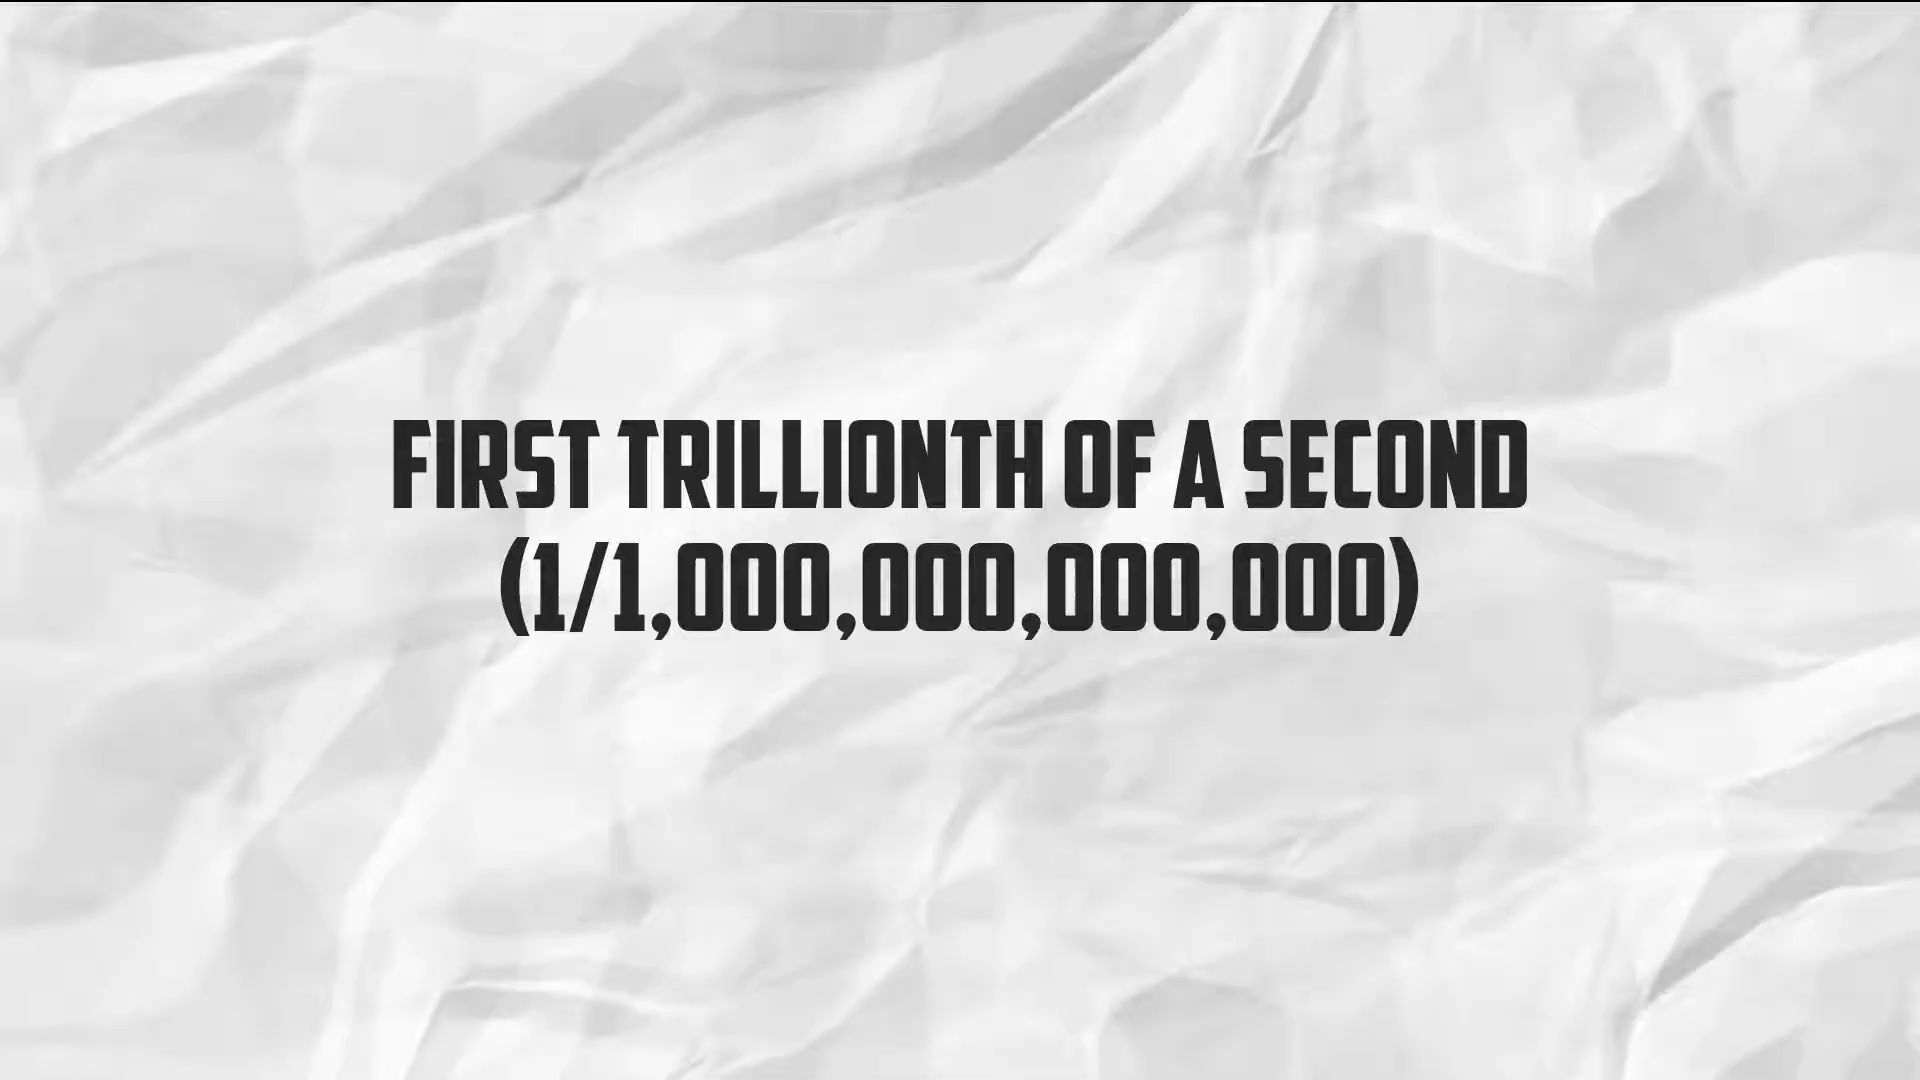 FIRST TRILLIONTH OF A SECOND
(1/1,000,000,000,000)